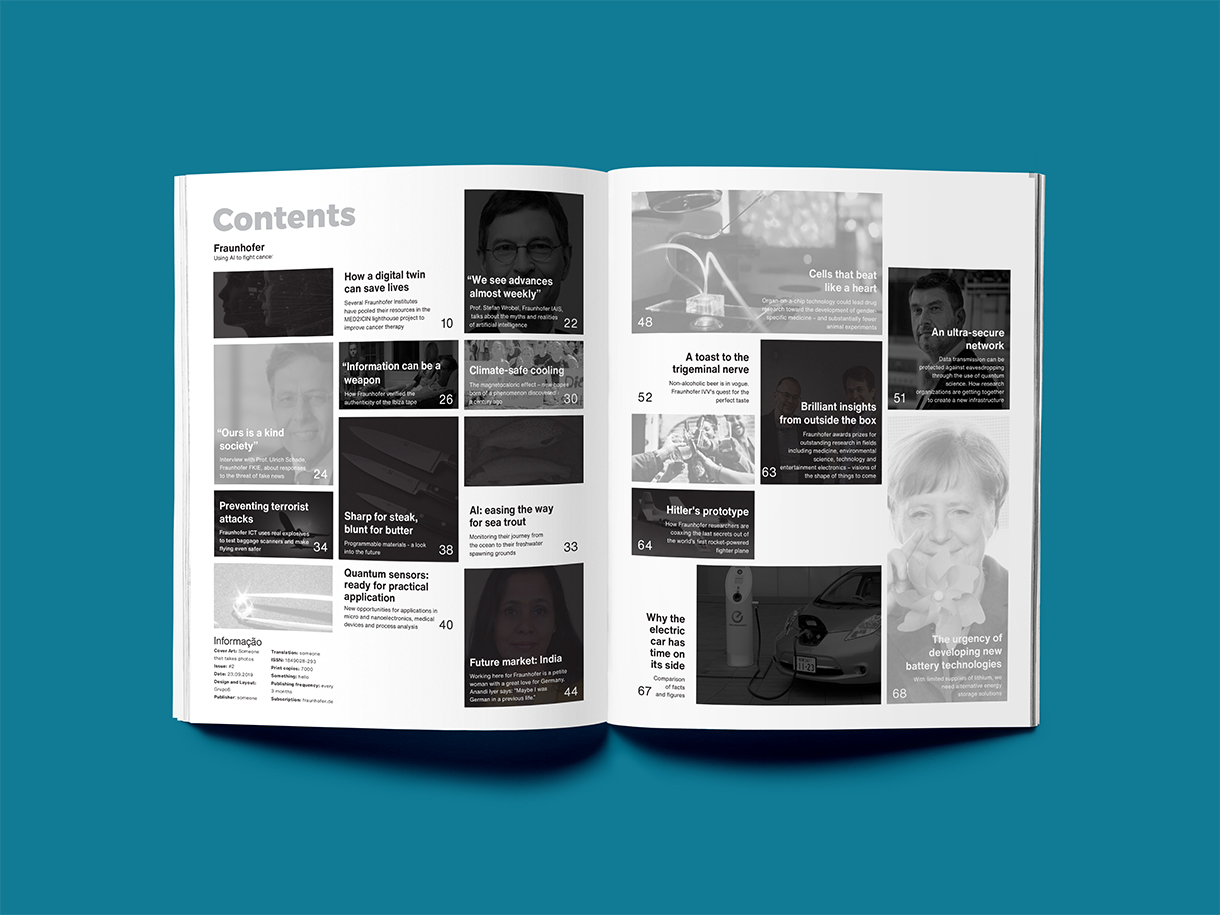 Contents
Fraunhofer
Using AI to fight cancer
How a digital twin
can save lives
Several Fraunhofer Institutes
have pooled their resources in the
MED2ICIN lighthouse project to
improve cancer therapy
10
“We see advances
almost weekly”
Prof. Stefan Wrobel, Fraunhofer IAIS,
talks about the myths and realities
of artificial intelligence
22
“Ours is a kind
society”
Interview with Prof. Ulrich Schade,
Fraunhofer FKIE, about responses
to the threat of fake news
24
“Information can be a
weapon
How Fraunhofer verified the
authenticity of the Ibiza tape
26
Climate-safe cooling
The magnetocaloric effect – new hopes
born of a phenomenon discovered
a century ago
30
Preventing terrorist
attacks
Fraunhofer ICT uses real explosives
to test baggage scanners and make
flying even safer
34
Sharp for steak,
blunt for butter
Programmable materials - a look
into the future
38
AI: easing the way
for sea trout
Monitoring their journey from
the ocean to their freshwater
spawning grounds
33
Quantum sensors:
ready for practical
application
New opportunities for applications in
micro and nanoelectronics, medical
devices and process analysis
40
Future market: India
Working here for Fraunhofer is a petite
woman with a great love for Germany.
Anandi Iyer says: “Maybe I was
German in a previous life.”
44
Informação
Cover Art: Someone
that takes photos
Issue: #2
Date: 23.09.2019
Design and Layout:
Grupo5
Publisher: someone
Translation: someone
ISSN: 1649028-293
Print copies: 7000
Something: hello
Publishing frequency: every
3 months
Subscription: fraunhofer.de
Cells that beat
like a heart
Organ-on-a-chip technology could lead drug
research toward the development of gender-
specific medicine – and substantially fewer
animal experiments
48
An ultra-secure
network
Data transmission can be
protected against eavesdropping
through the use of quantum
science. How research
organizations are getting together
to create a new infrastructure
51
A toast to the
trigeminal nerve
Non-alcoholic beer is in vogue.
Fraunhofer IVV's quest for the
perfect taste
52
Brilliant insights
from outside the box
Fraunhofer awards prizes for
outstanding research in fields
including medicine, environmental
science, technology and
entertainment electronics – visions of
the shape of things to come
63
Hitler's prototype
How Fraunhofer researchers are
coaxing the last secrets out of
the world's first rocket-powered
fighter plane
64
Why the
electric
car has
time on
its side
Comparison
of facts
and figures
67
The urgency of
developing new
battery technologies
With limited supplies of lithium, we
need alternative energy
storage solutions
68